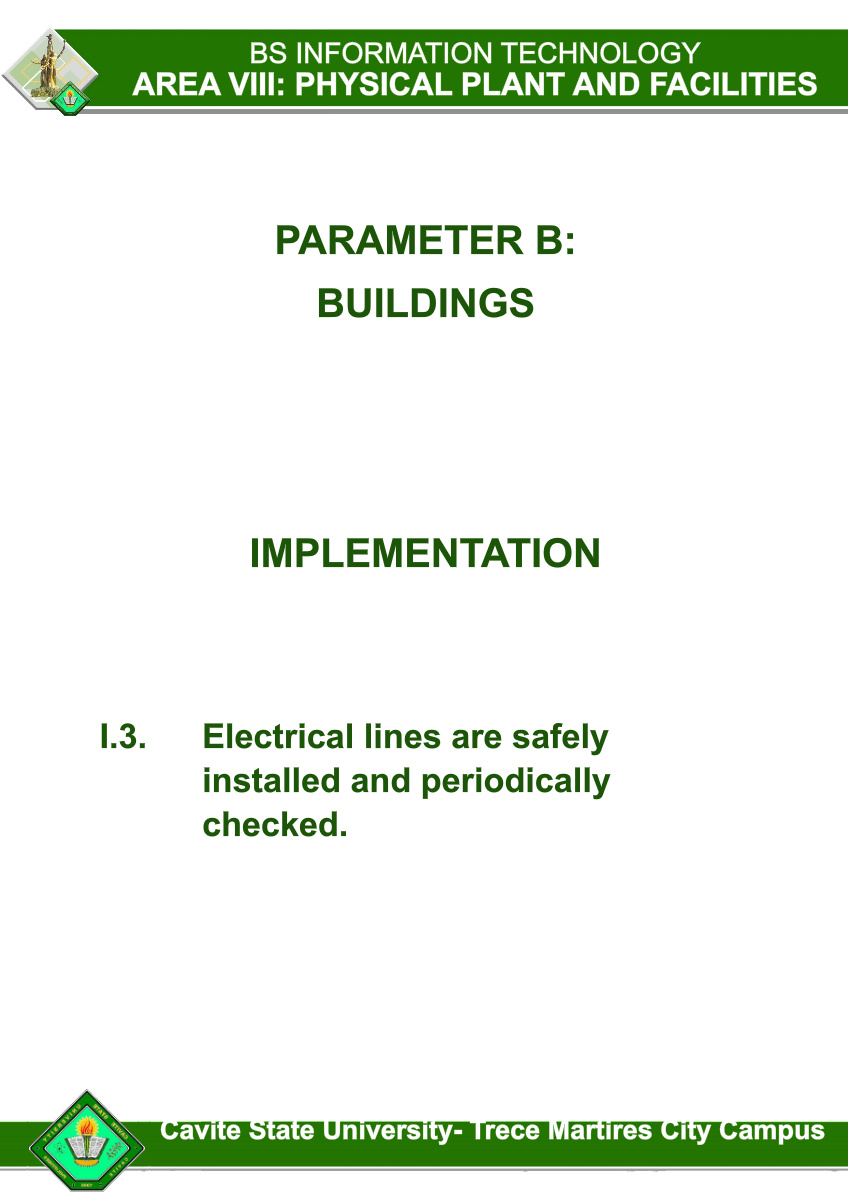 BS INFORMATION TECHNOLOGY
AREA VIII: PHYSICAL PLANT AND FACILITIES
PARAMETER B:
BUILDINGS
IMPLEMENTATION
I.3. Electrical lines are safely
installed and periodically
checked.
Cavite State University- Trece Martires City Campus